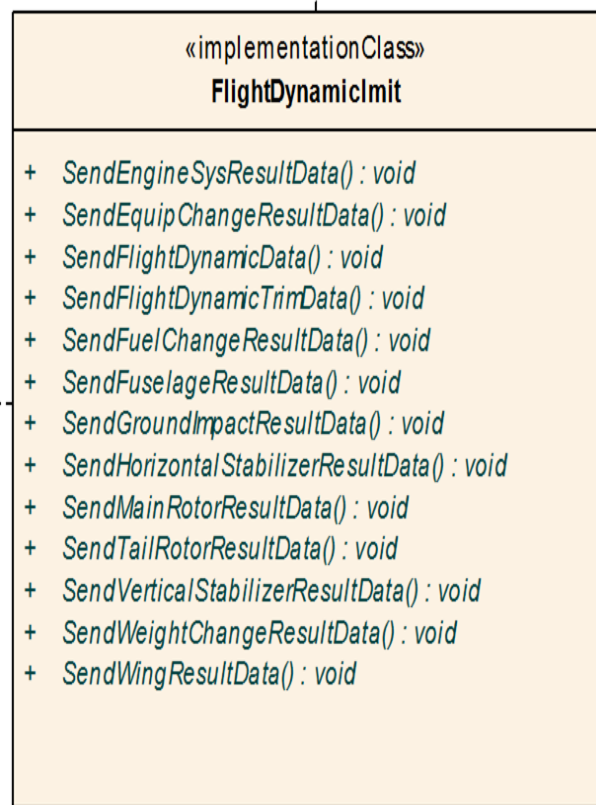 «implementationClass»
FlightDynamicImit
+ SendEngineSysResultData() : void
+ SendEquipChangeResultData() : void
+ SendFlightDynamicData() : void
+ SendFlightDynamicTrimData() : void
+ SendFuelChangeResultData() : void
+ SendFuselageResultData() : void
+ SendGroundImpactResultData() : void
+ SendHorizontalStabilizerResultData() : void
+ SendMainRotorResultData() : void
+ SendTailRotorResultData() : void
+ SendVerticalStabilizerResultData() : void
+ SendWeightChangeResultData() : void
+ SendWingResultData() : void